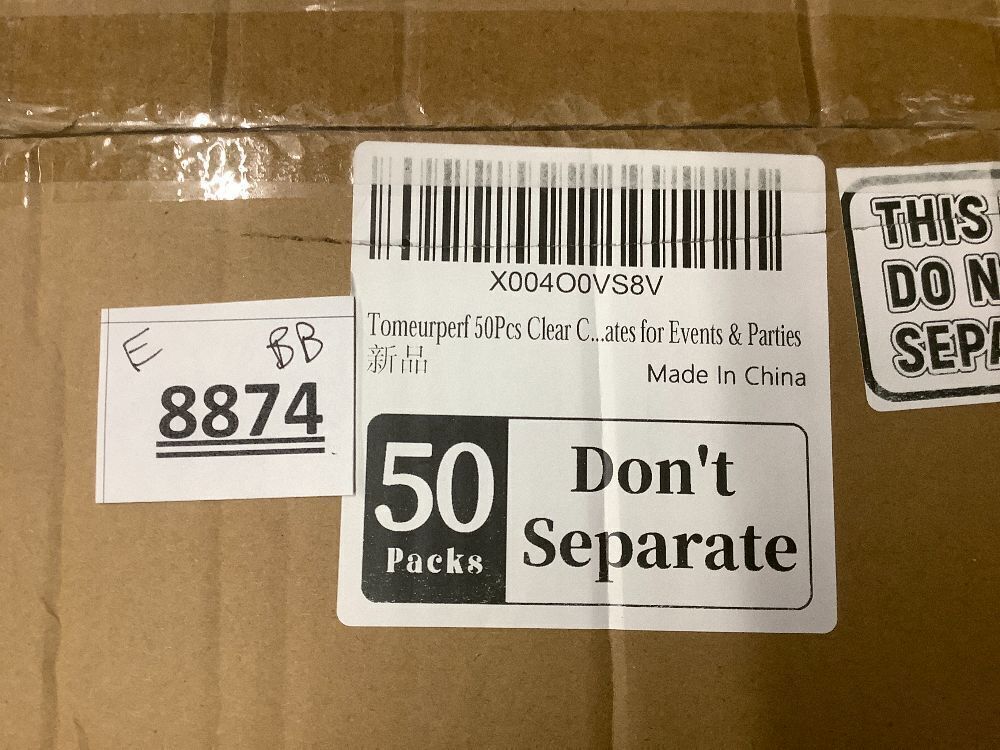 X004O0VS8V
Tomeurperf 50Pcs Clear C...ates for Events & Parties
新品
Made In China
50
Packs
Don't
Separate
E BB
8874
THIS
DO N
SEPA